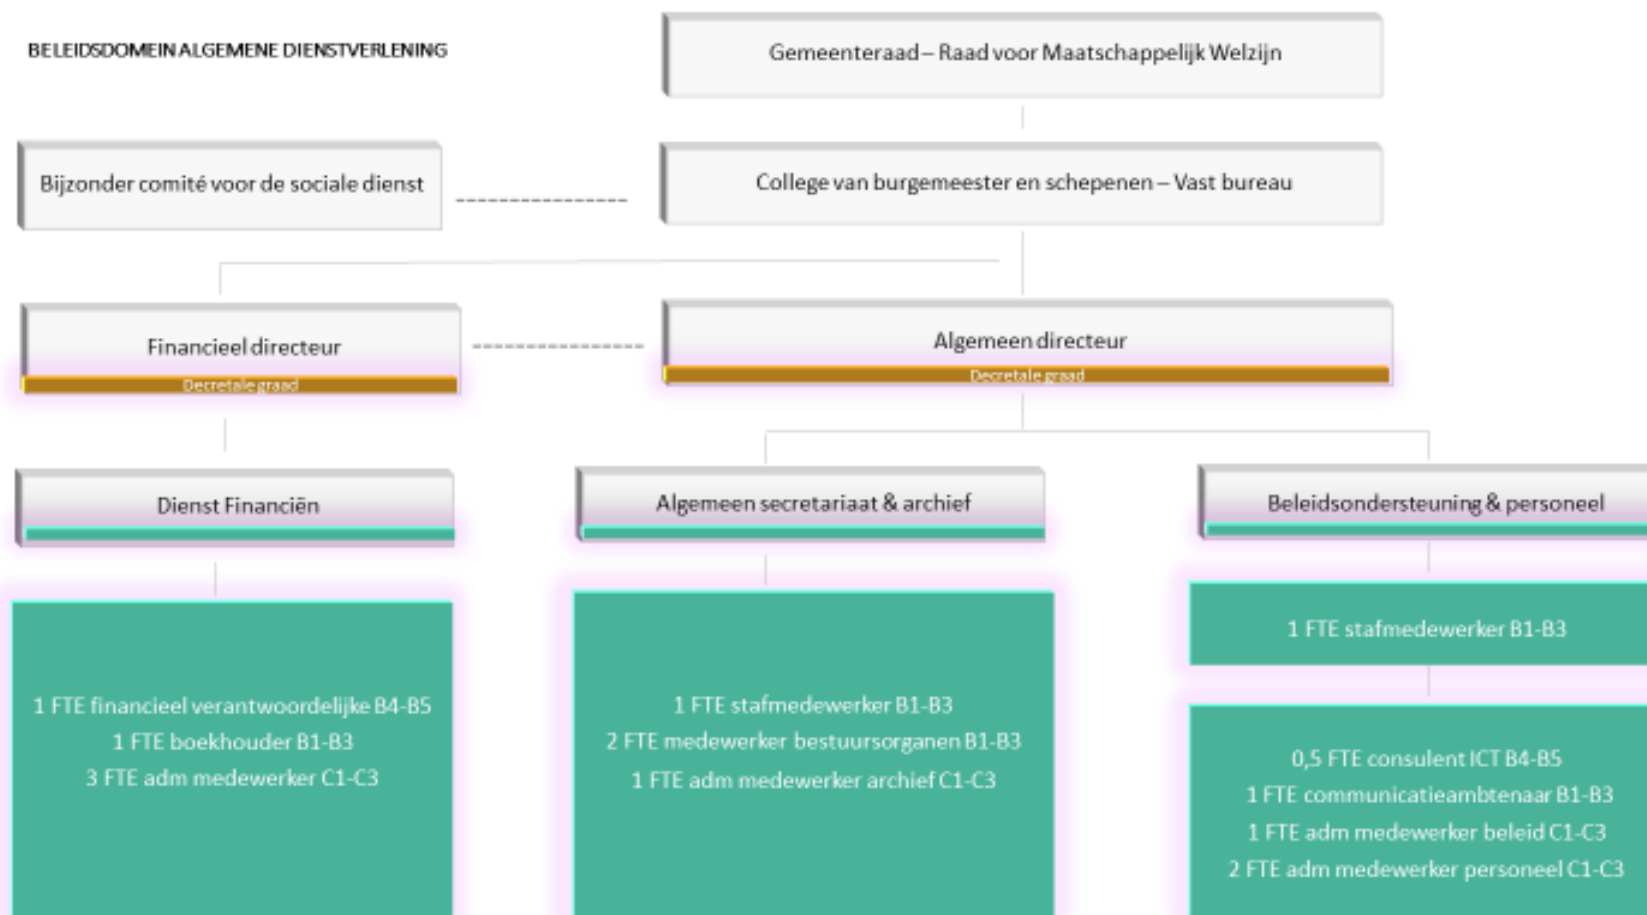 BELEIDSDOMEIN ALGEMENE DIENSTVERLENING
Gemeenteraad – Raad voor Maatschappelijk Welzijn
Bijzonder comité voor de sociale dienst
College van burgemeester en schepenen – Vast bureau
Financieel directeur
Decretale graad
Algemeen directeur
Decretale graad
Dienst Financiën
Algemeen secretariaat & archief
Beleidsondersteuning & personeel
1 FTE financieel verantwoordelijke B4-B5
1 FTE boekhouder B1-B3
3 FTE adm medewerker C1-C3
1 FTE stafmedewerker B1-B3
2 FTE medewerker bestuursorganen B1-B3
1 FTE adm medewerker archief C1-C3
1 FTE stafmedewerker B1-B3
0,5 FTE consulent ICT B4-B5
1 FTE communicatieambtenaar B1-B3
1 FTE adm medewerker beleid C1-C3
2 FTE adm medewerker personeel C1-C3